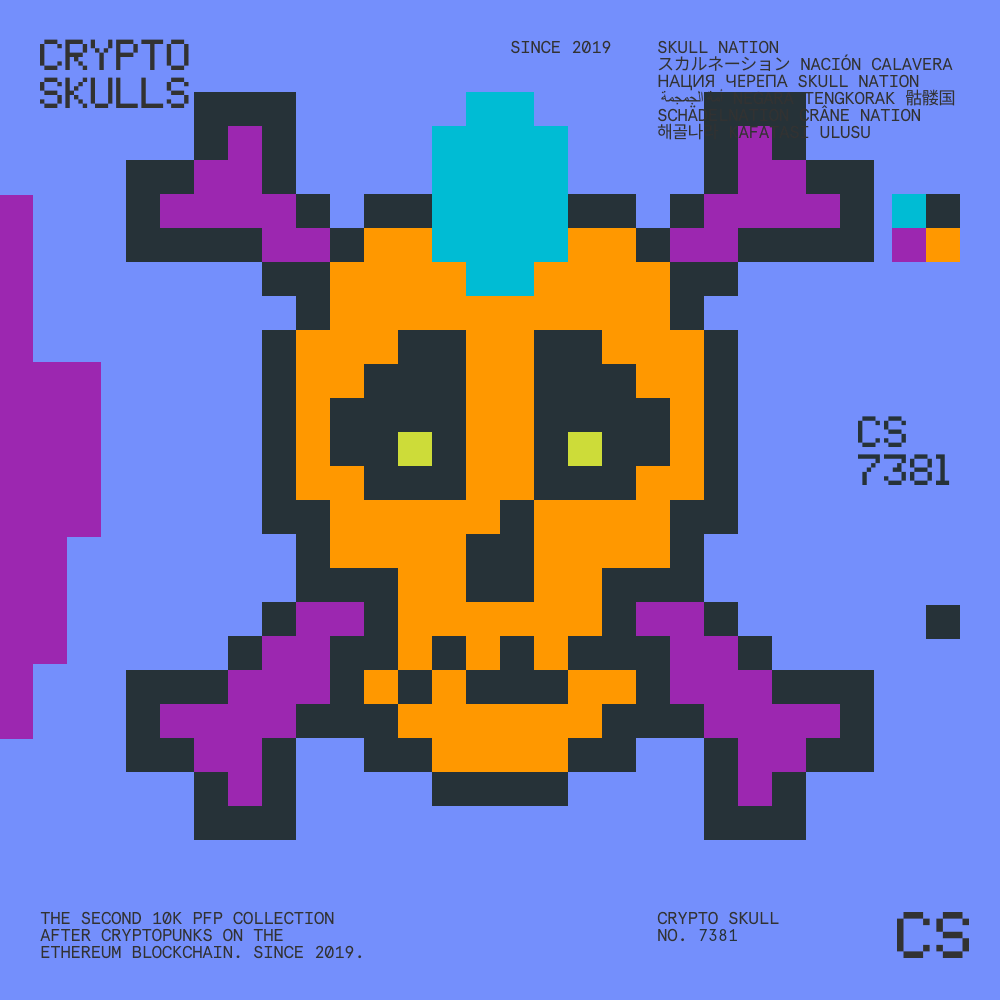 CRYPTO
SKULLS
SINCE 2019
SKULL NATION
スカルネーション NACIÓN CALAVERA
НАЦИЯ ЧЕРЕПА SKULL NATION
TENGKORAK 骷髅国
CRÂNE NATION
ULUSU
CS
7381
THE SECOND 10K PFP COLLECTION
AFTER CRYPTOPUNKS ON THE
ETHEREUM BLOCKCHAIN. SINCE 2019.
CRYPTO SKULL
NO. 7381
CS